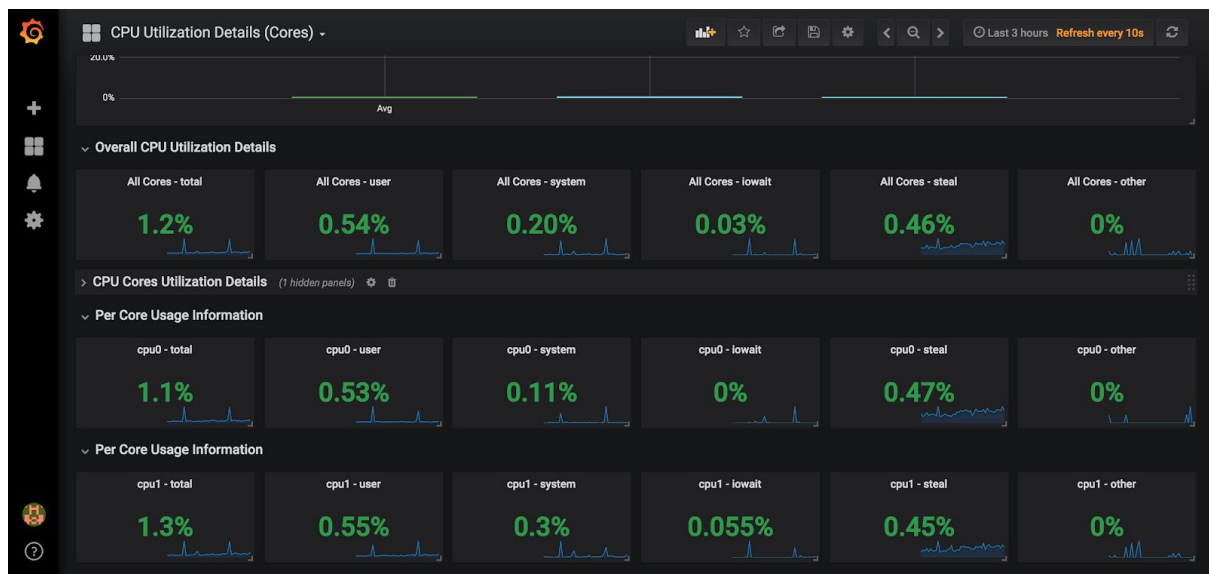 CPU Utilization Details (Cores)
Last 3 hours Refresh every 10s
20.0%
0%
Avg
Overall CPU Utilization Details
All Cores - total All Cores - user All Cores - system All Cores - iowait All Cores - steal All Cores - other
1.2% 0.54% 0.20% 0.03% 0.46% 0%
CPU Cores Utilization Details (1 hidden panels)
Per Core Usage Information
cpu0 - total cpu0 - user cpu0 - system cpu0 - iowait cpu0 - steal cpu0 - other
1.1% 0.53% 0.11% 0% 0.47% 0%
Per Core Usage Information
cpu1 - total cpu1 - user cpu1 - system cpu1 - iowait cpu1 - steal cpu1 - other
1.3% 0.55% 0.3% 0.055% 0.45% 0%